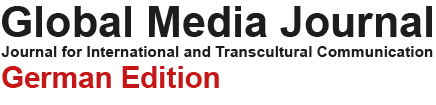 Global Media Journal
Journal for International and Transcultural Communication
German Edition